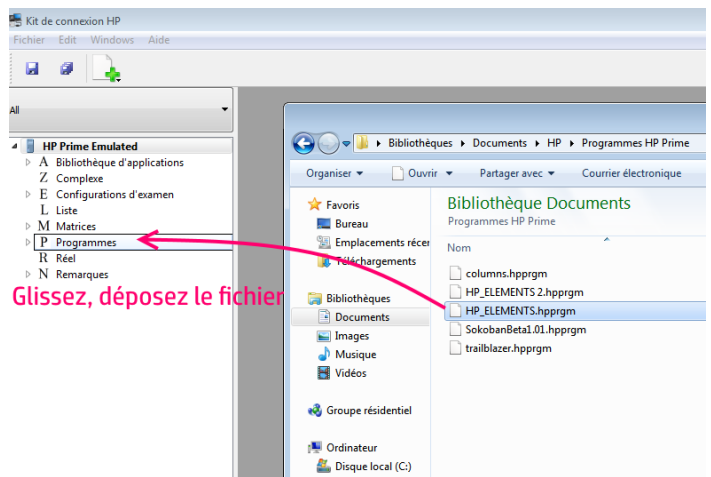 Kit de connexion HP
Fichier Edit Windows Aide
All
HP Prime Emulated
A Bibliothèque d'applications
Z Complexe
E Configurations d'examen
L Liste
M Matrices
P Programmes
R Réel
N Remarques
Glissez, déposez le fichier
Bibliothèques Documents HP Programmes HP Prime
Organiser Ouvrir Partager avec Courrier électronique
Favoris
Bureau
Emplacements récer
Téléchargements
Bibliothèques
Documents
Images
Musique
Vidéos
Groupe résidentiel
Ordinateur
Disque local (C:)
Bibliothèque Documents
Programmes HP Prime
Nom
columns.hpprgm
HP_ELEMENTS 2.hpprgm
HP_ELEMENTS.hpprgm
SokobanBeta1.01.hpprgm
trailblazer.hpprgm